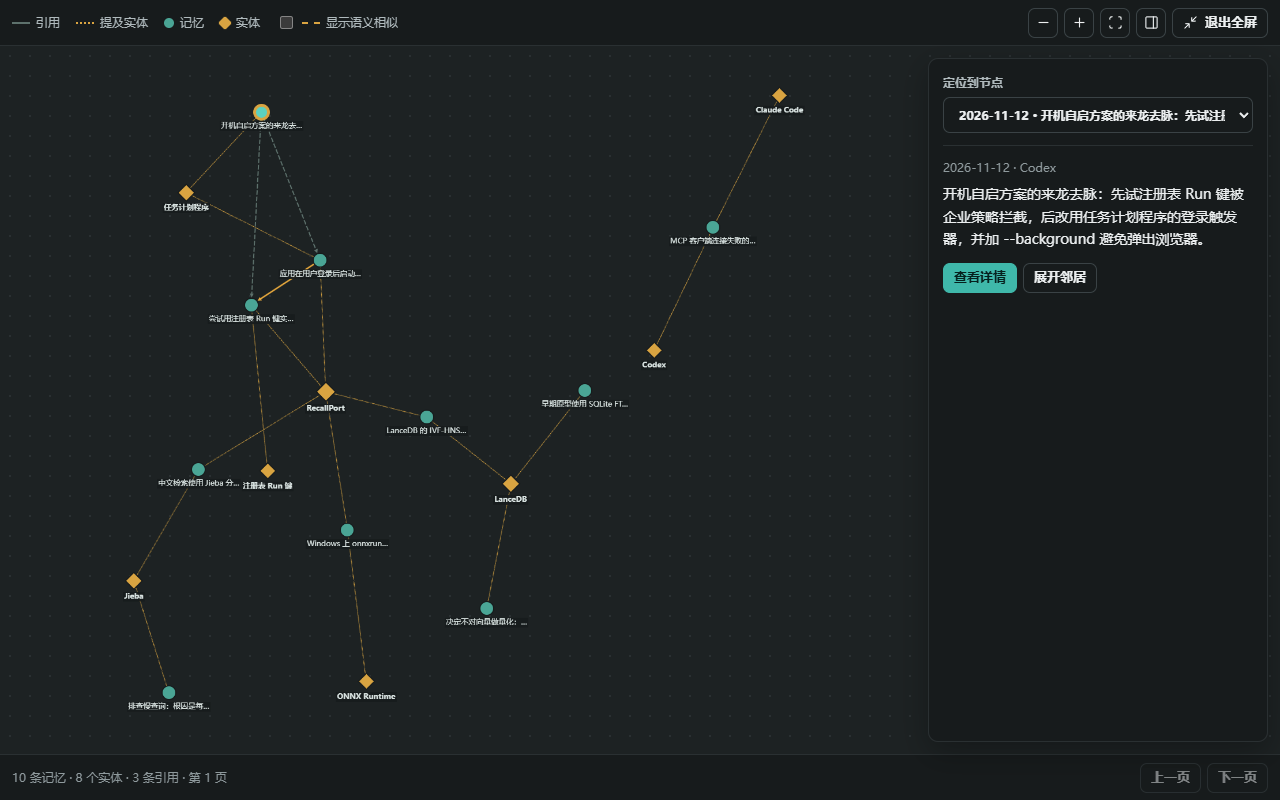 引用 提及实体 记忆 实体 显示语义相似
退出全屏
定位到节点
2026-11-12 · 开机自启方案的来龙去脉：先试注
2026-11-12 · Codex
开机自启方案的来龙去脉：先试注册表 Run 键被
企业策略拦截，后改用任务计划程序的登录触发
器，并加 --background 避免弹出浏览器。
查看详情 展开邻居
Claude Code
开机自启方案的来龙去...
任务计划程序
MCP 客户端连接失败的...
应用在用户登录后启动...
尝试用注册表 Run 键实...
Codex
RecallPort
早期原型使用 SQLite FT...
LanceDB 的 IVF-HNS...
中文检索使用 Jieba 分...
注册表 Run 键
LanceDB
Windows 上 onnxrun...
Jieba
决定不对向量做量化：...
ONNX Runtime
排查慢查询：根因是每...
10 条记忆 · 8 个实体 · 3 条引用 · 第 1 页
上一页 下一页